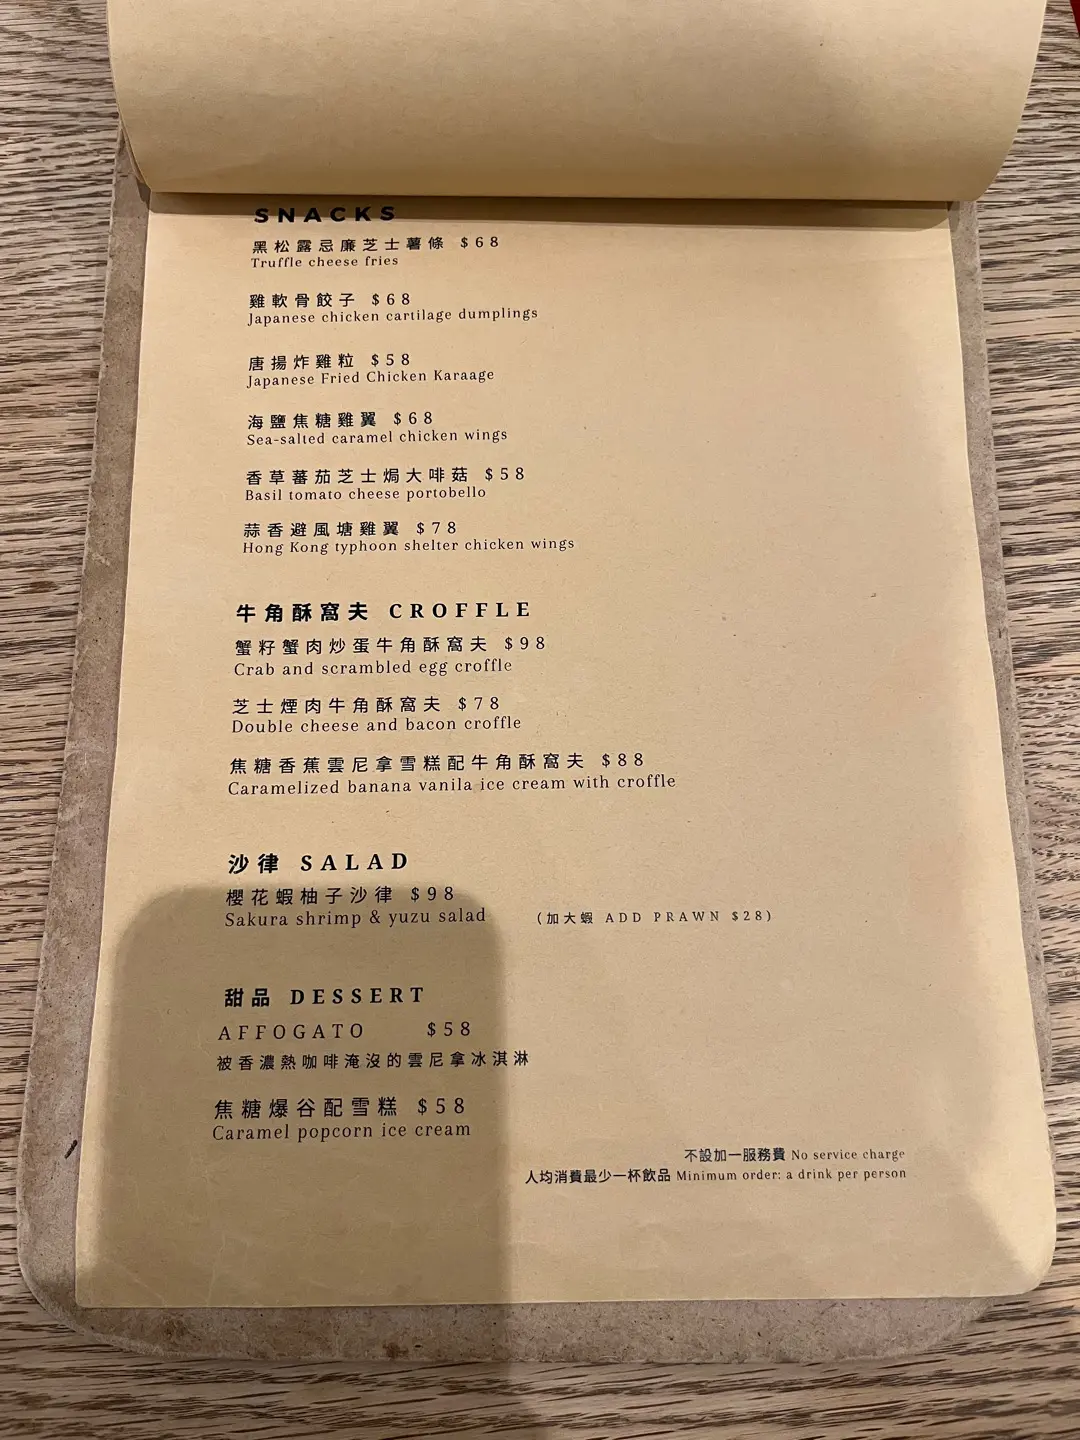 SNACKS
黑松露忌廉芝士薯條 $68
Truffle cheese fries
雞軟骨餃子 $68
Japanese chicken cartilage dumplings
唐揚炸雞粒 $58
Japanese Fried Chicken Karaage
海鹽焦糖雞翼 $68
Sea-salted caramel chicken wings
香草蕃茄芝士焗大啡菇 $58
Basil tomato cheese portobello
蒜香避風塘雞翼 $78
Hong Kong typhoon shelter chicken wings
牛角酥窩夫 CROFFLE
蟹籽蟹肉炒蛋牛角酥窩夫 $98
Crab and scrambled egg croffle
芝士煙肉牛角酥窩夫 $78
Double cheese and bacon croffle
焦糖香蕉雲尼拿雪糕配牛角酥窩夫 $88
Caramelized banana vanila ice cream with croffle
沙律 SALAD
櫻花蝦柚子沙律 $98
Sakura shrimp & yuzu salad (加大蝦 ADD PRAWN $28)
甜品 DESSERT
AFFOGATO $58
被香濃熱咖啡淹沒的雲尼拿冰淇淋
焦糖爆谷配雪糕 $58
Caramel popcorn ice cream
不設加一服務費 No service charge
人均消費最少一杯飲品 Minimum order: a drink per person